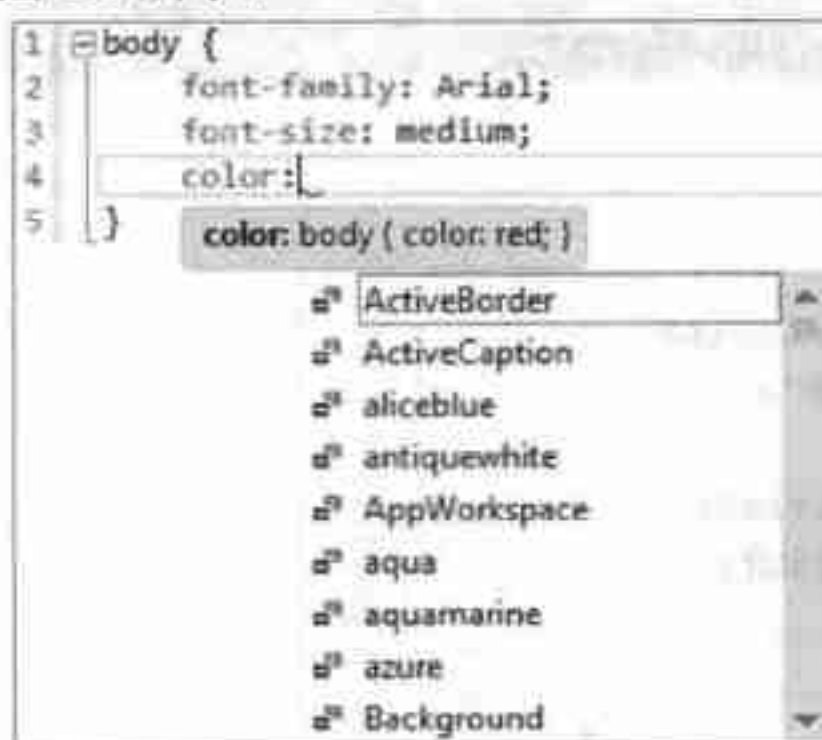 1 body {
2 font-family: Arial;
3 font-size: medium;
4 color:
5 }
color: body { color: red; }
ActiveBorder
ActiveCaption
aliceblue
antiquewhite
AppWorkspace
aqua
aquamarine
azure
Background